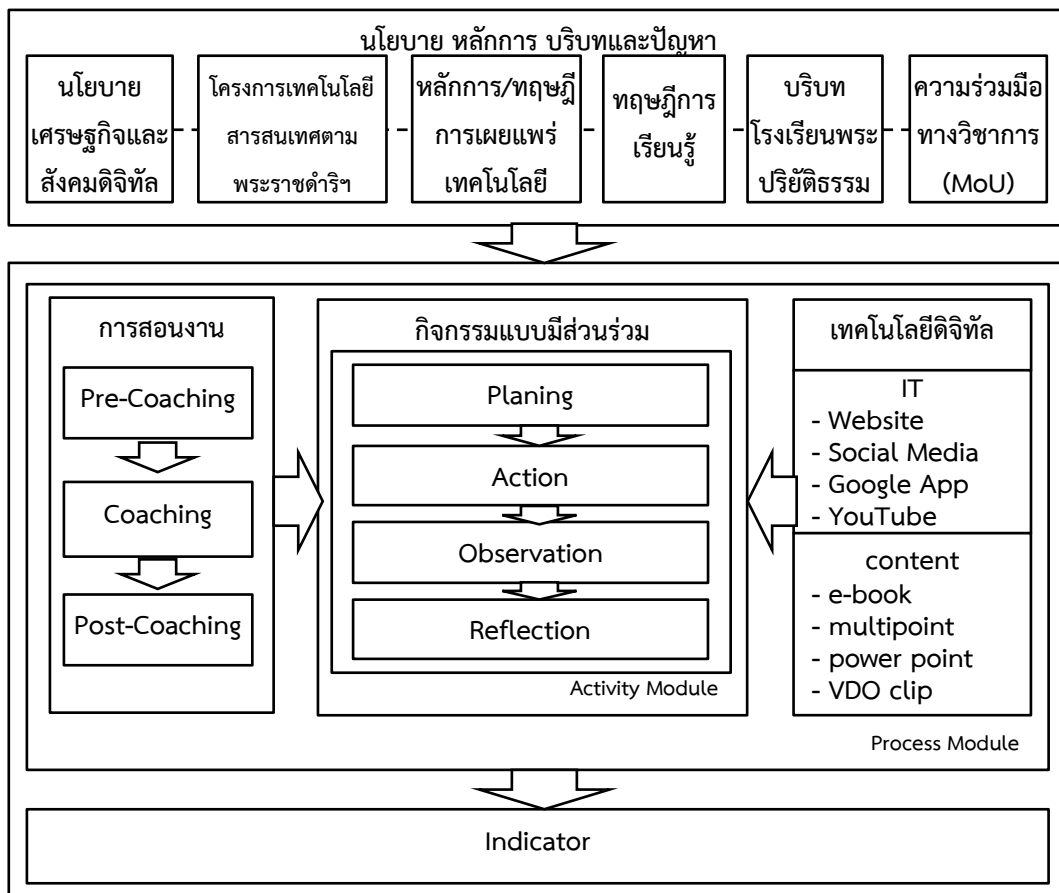 นโยบาย หลักการ บริบทและปัญหา
นโยบาย
เศรษฐกิจและ
สังคมดิจิทัล
โครงการเทคโนโลยี
สารสนเทศตาม
พระราชดำริฯ
หลักการ/ทฤษฎี
การเผยแพร่
เทคโนโลยี
ทฤษฎีการ
เรียนรู้
บริบท
โรงเรียนพระ
ปริยัติธรรม
ความร่วมมือ
ทางวิชาการ
(MoU)
การสอนงาน
Pre-Coaching
Coaching
Post-Coaching
กิจกรรมแบบมีส่วนร่วม
Planing
Action
Observation
Reflection
Activity Module
เทคโนโลยีดิจิทัล
IT
- Website
- Social Media
- Google App
- YouTube
content
- e-book
- multipoint
- power point
- VDO clip
Process Module
Indicator